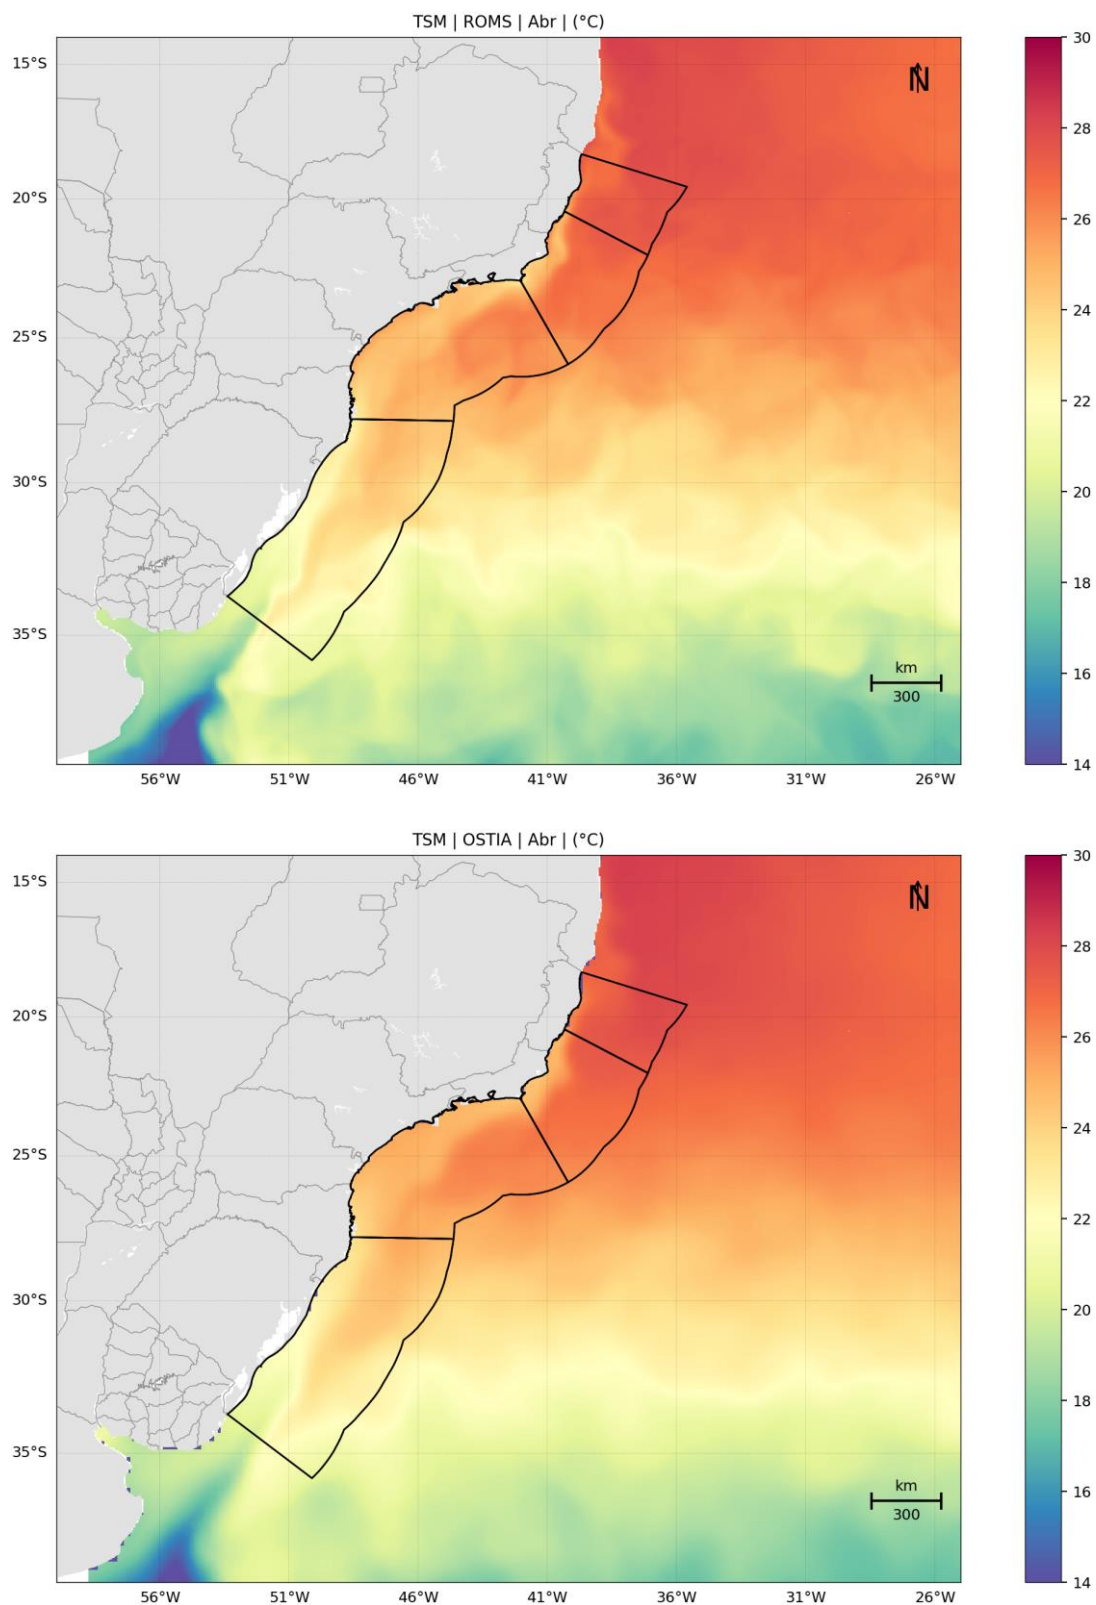 TSM | ROMS | Abr | (°C)
15°S
20°S
25°S
30°S
35°S
56°W
51°W
46°W
41°W
36°W
31°W
26°W
N
km
300
30
28
26
24
22
20
18
16
14
TSM | OSTIA | Abr | (°C)
15°S
20°S
25°S
30°S
35°S
56°W
51°W
46°W
41°W
36°W
31°W
26°W
N
km
300
30
28
26
24
22
20
18
16
14